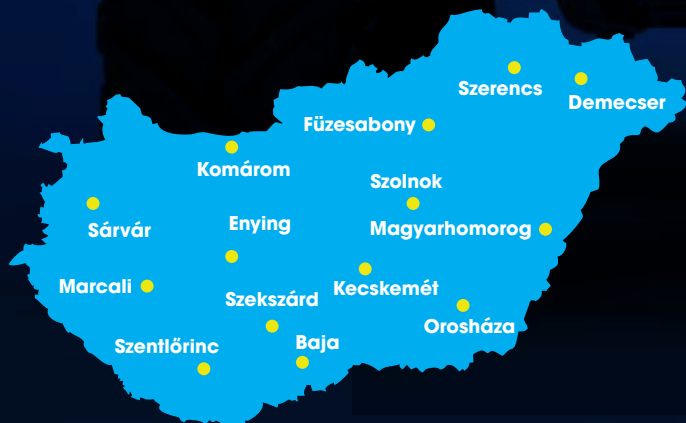 Szerencs
Demecser
Füzesabony
Komárom
Szolnok
Sárvár
Enying
Magyarhomorog
Marcali
Kecskemét
Szekszárd
Orosháza
Szentlőrinc
Baja